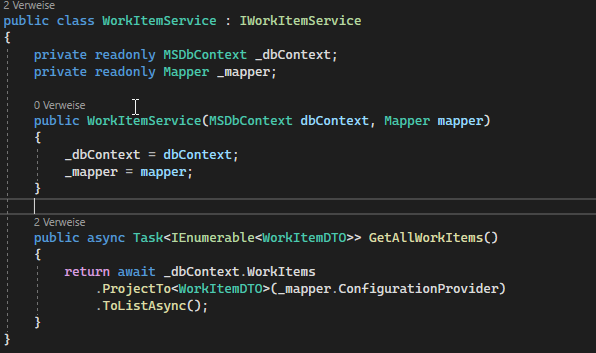 2 Verweise
public class WorkItemService : IWorkItemService
{
private readonly MSDbContext _dbContext;
private readonly Mapper _mapper;
0 Verweise
public WorkItemService(MSDbContext dbContext, Mapper mapper)
{
_dbContext = dbContext;
_mapper = mapper;
}
2 Verweise
public async Task<IEnumerable<WorkItemDTO>> GetAllWorkItems()
{
return await _dbContext.WorkItems
.ProjectTo<WorkItemDTO>(_mapper.ConfigurationProvider)
.ToListAsync();
}
}